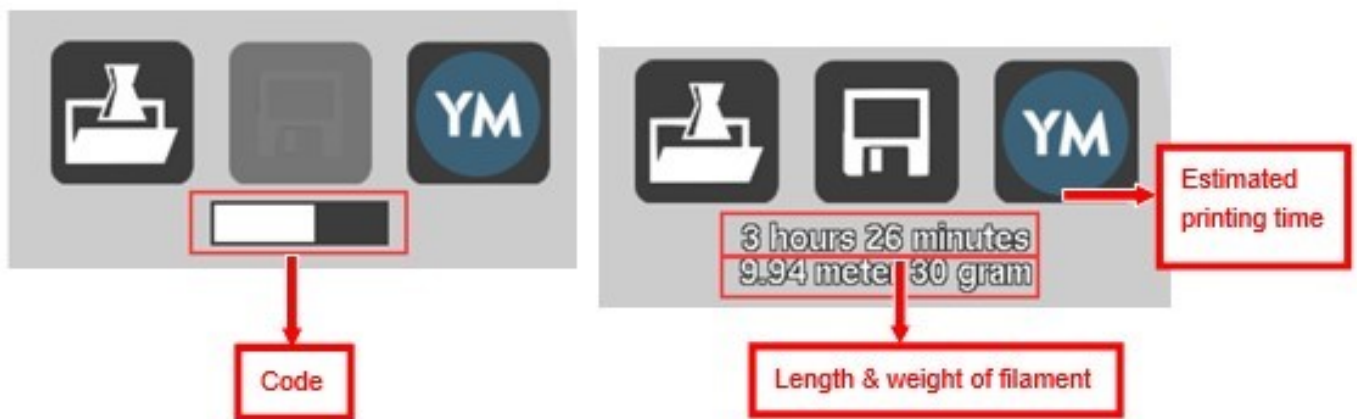 YM
YM
Estimated
printing time
3 hours 26 minutes
9.94 meter 30 gram
Code
Length & weight of filament